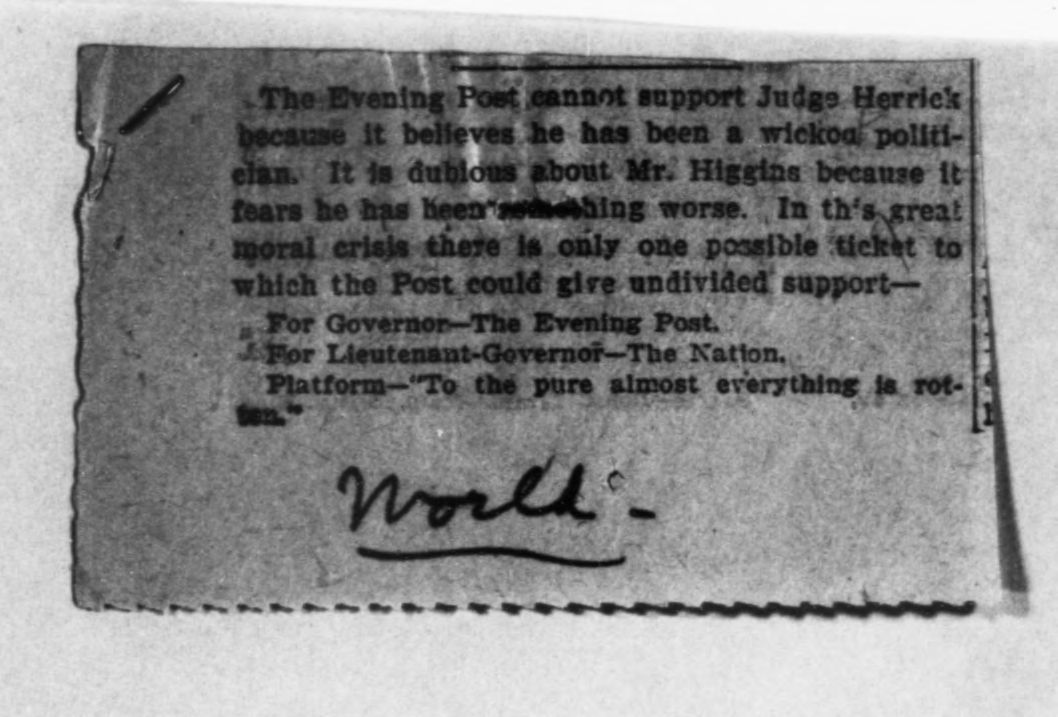 The Evening Post cannot support Judge Herrick
because it believes he has been a wicked politi-
cian. It is dubious about Mr. Higgins because it
fears he has been something worse. In th's great
moral crisis there is only one possible ticket to
which the Post could give undivided support—
For Governor—The Evening Post.
For Lieutenant-Governor—The Nation.
Platform—"To the pure almost everything is rot-
ten."
World -